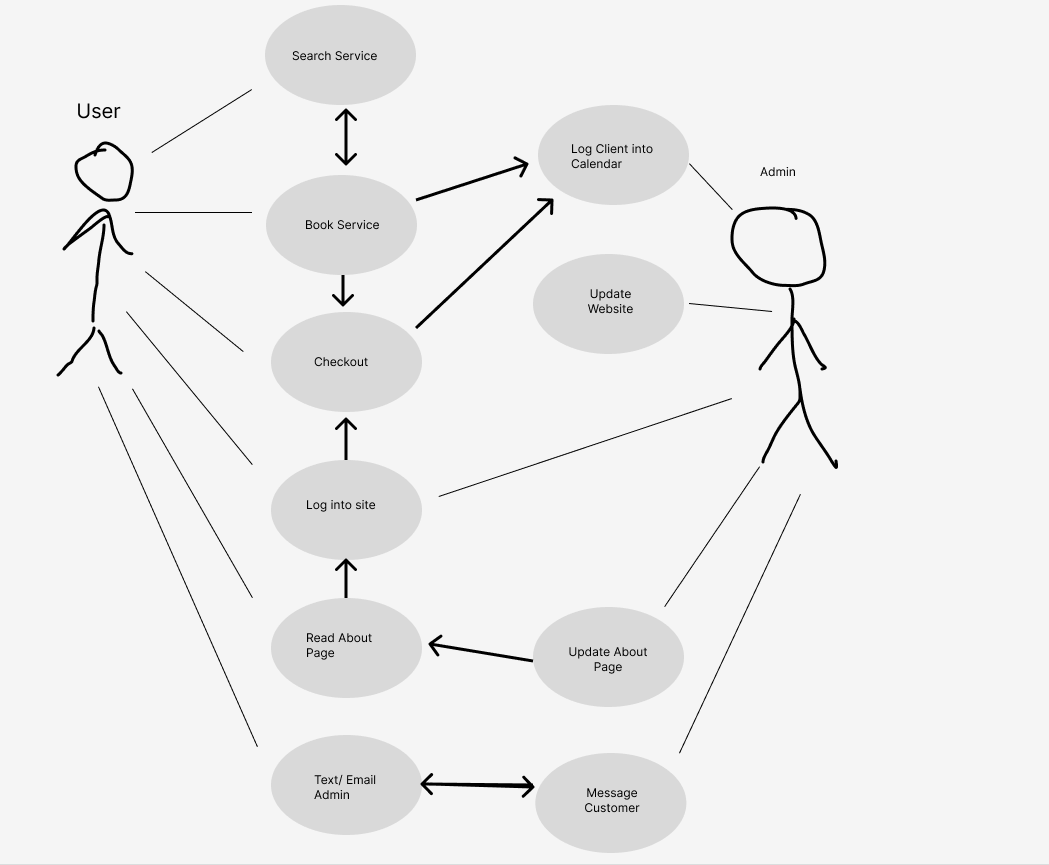 Search Service
User
Log Client into
Calendar
Admin
Book Service
Update
Website
Checkout
Log into site
Read About
Page
Update About
Page
Text/ Email
Admin
Message
Customer